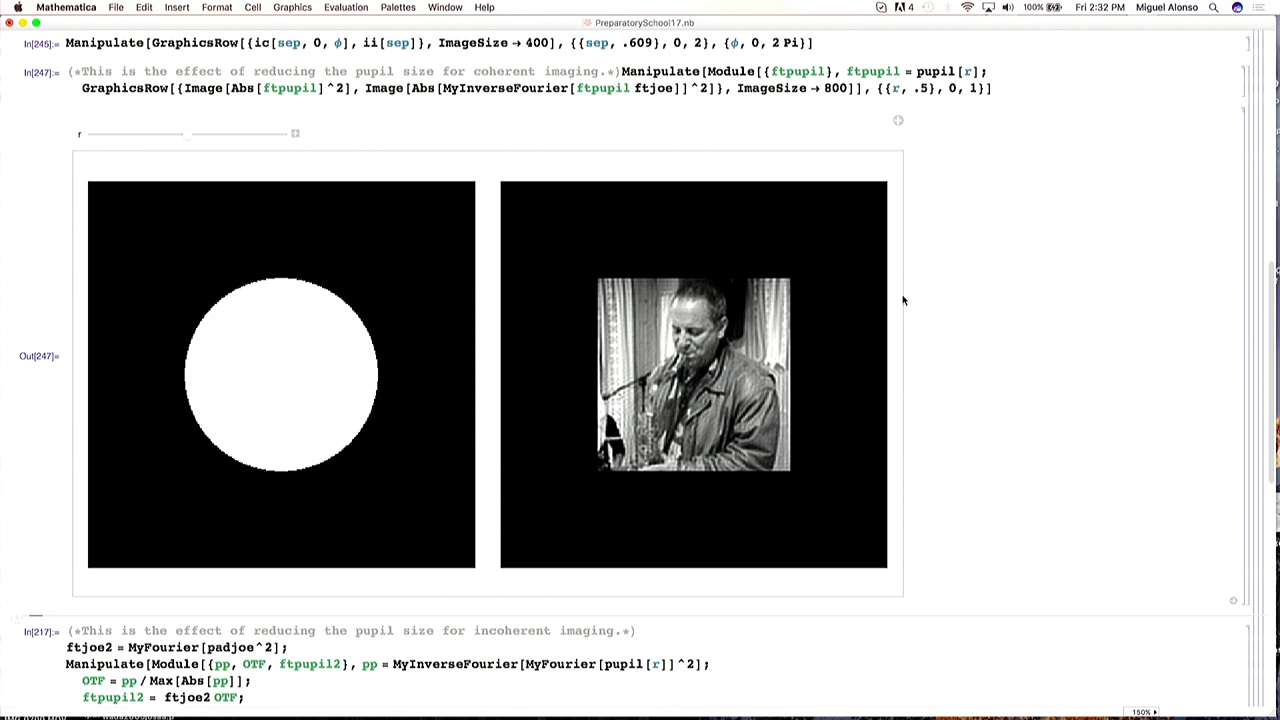 Mathematica File Edit Insert Format Cell Graphics Evaluation Palettes Window Help 4 100% Fri 2:32 PM Miguel Alonso
PreparatorySchool17.nb
In[245]:= Manipulate[GraphicsRow[{ic[sep, 0, ϕ], ii[sep]}, ImageSize → 400], {{sep, .609}, 0, 2}, {ϕ, 0, 2 Pi}]
In[247]:= (*This is the effect of reducing the pupil size for coherent imaging.*)Manipulate[Module[{ftpupil}, ftpupil = pupil[r];
GraphicsRow[{Image[Abs[ftpupil]^2], Image[Abs[MyInverseFourier[ftpupil ftjoe]]^2]}, ImageSize → 800]], {{r, .5}, 0, 1}]
r
Out[247]=
In[217]:= (*This is the effect of reducing the pupil size for incoherent imaging.*)
ftjoe2 = MyFourier[padjoe^2];
Manipulate[Module[{pp, OTF, ftpupil2}, pp = MyInverseFourier[MyFourier[pupil[r]]^2];
OTF = pp / Max[Abs[pp]];
ftpupil2 = ftjoe2 OTF;
150%